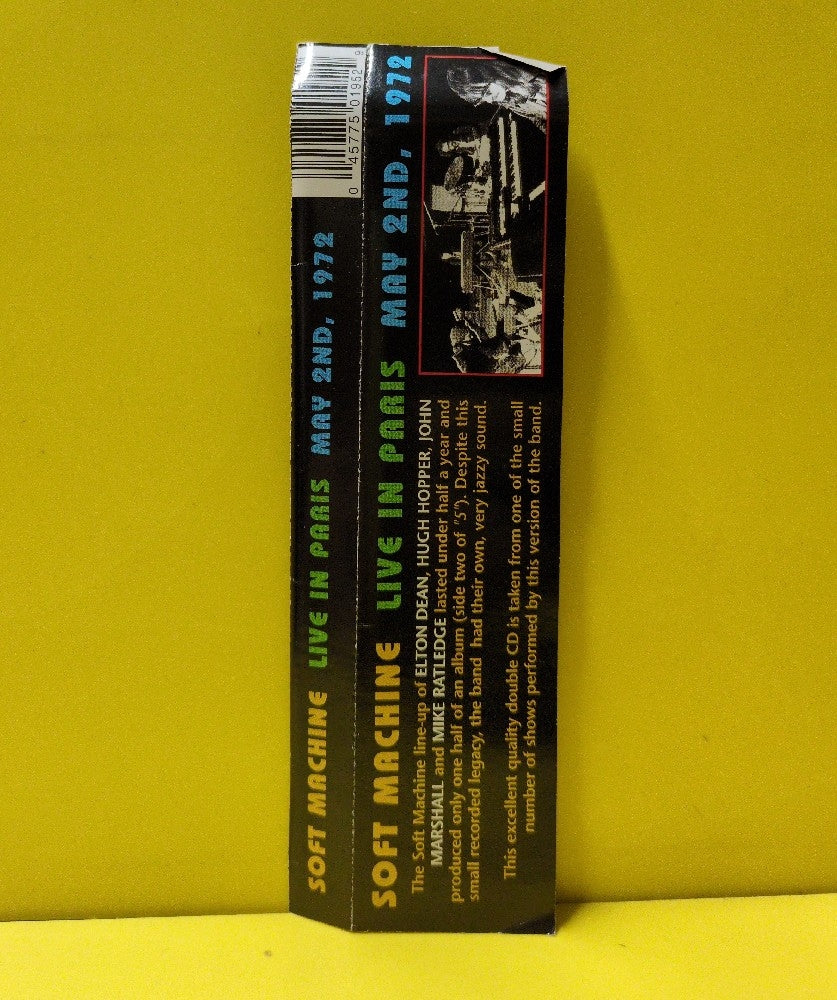 0 45775 01952 9
SOFT MACHINE LIVE IN PARIS MAY 2ND, 1972
SOFT MACHINE LIVE IN PARIS MAY 2ND, 1972
The Soft Machine line-up of ELTON DEAN, HUGH HOPPER, JOHN
MARSHALL and MIKE RATLEDGE lasted under half a year and
produced only one half of an album (side two of "5"). Despite this
small recorded legacy, the band had their own, very jazzy sound.
This excellent quality double CD is taken from one of the small
number of shows performed by this version of the band.